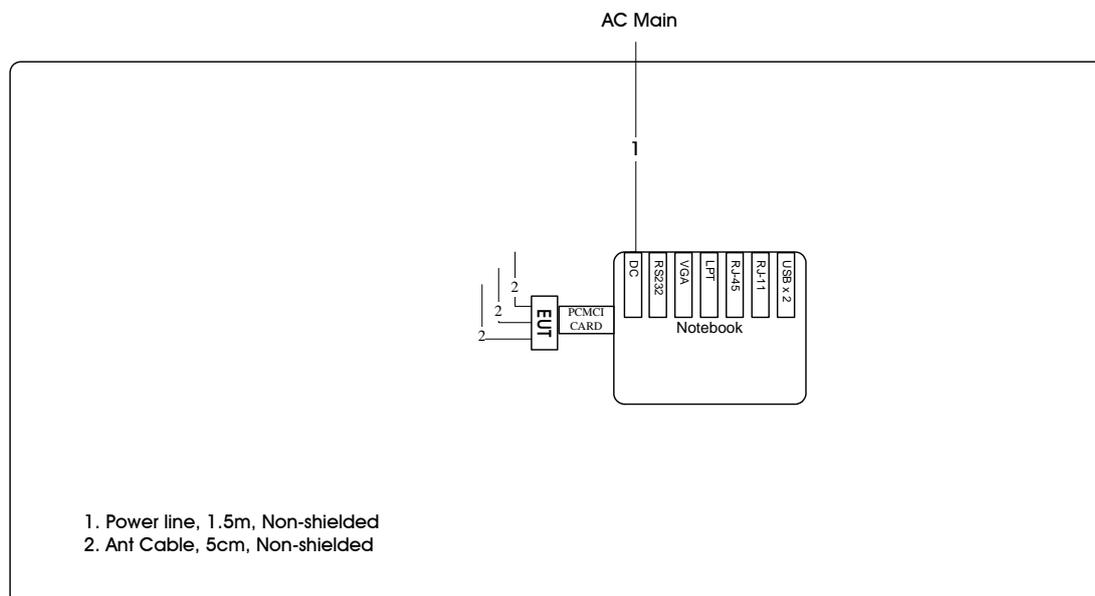 AC Main
1
DC
RS232
VGA
LPT
RJ-45
RJ-11
USB x 2
Notebook
2
2
2
EUT
PCMCI
CARD
1. Power line, 1.5m, Non-shielded
2. Ant Cable, 5cm, Non-shielded